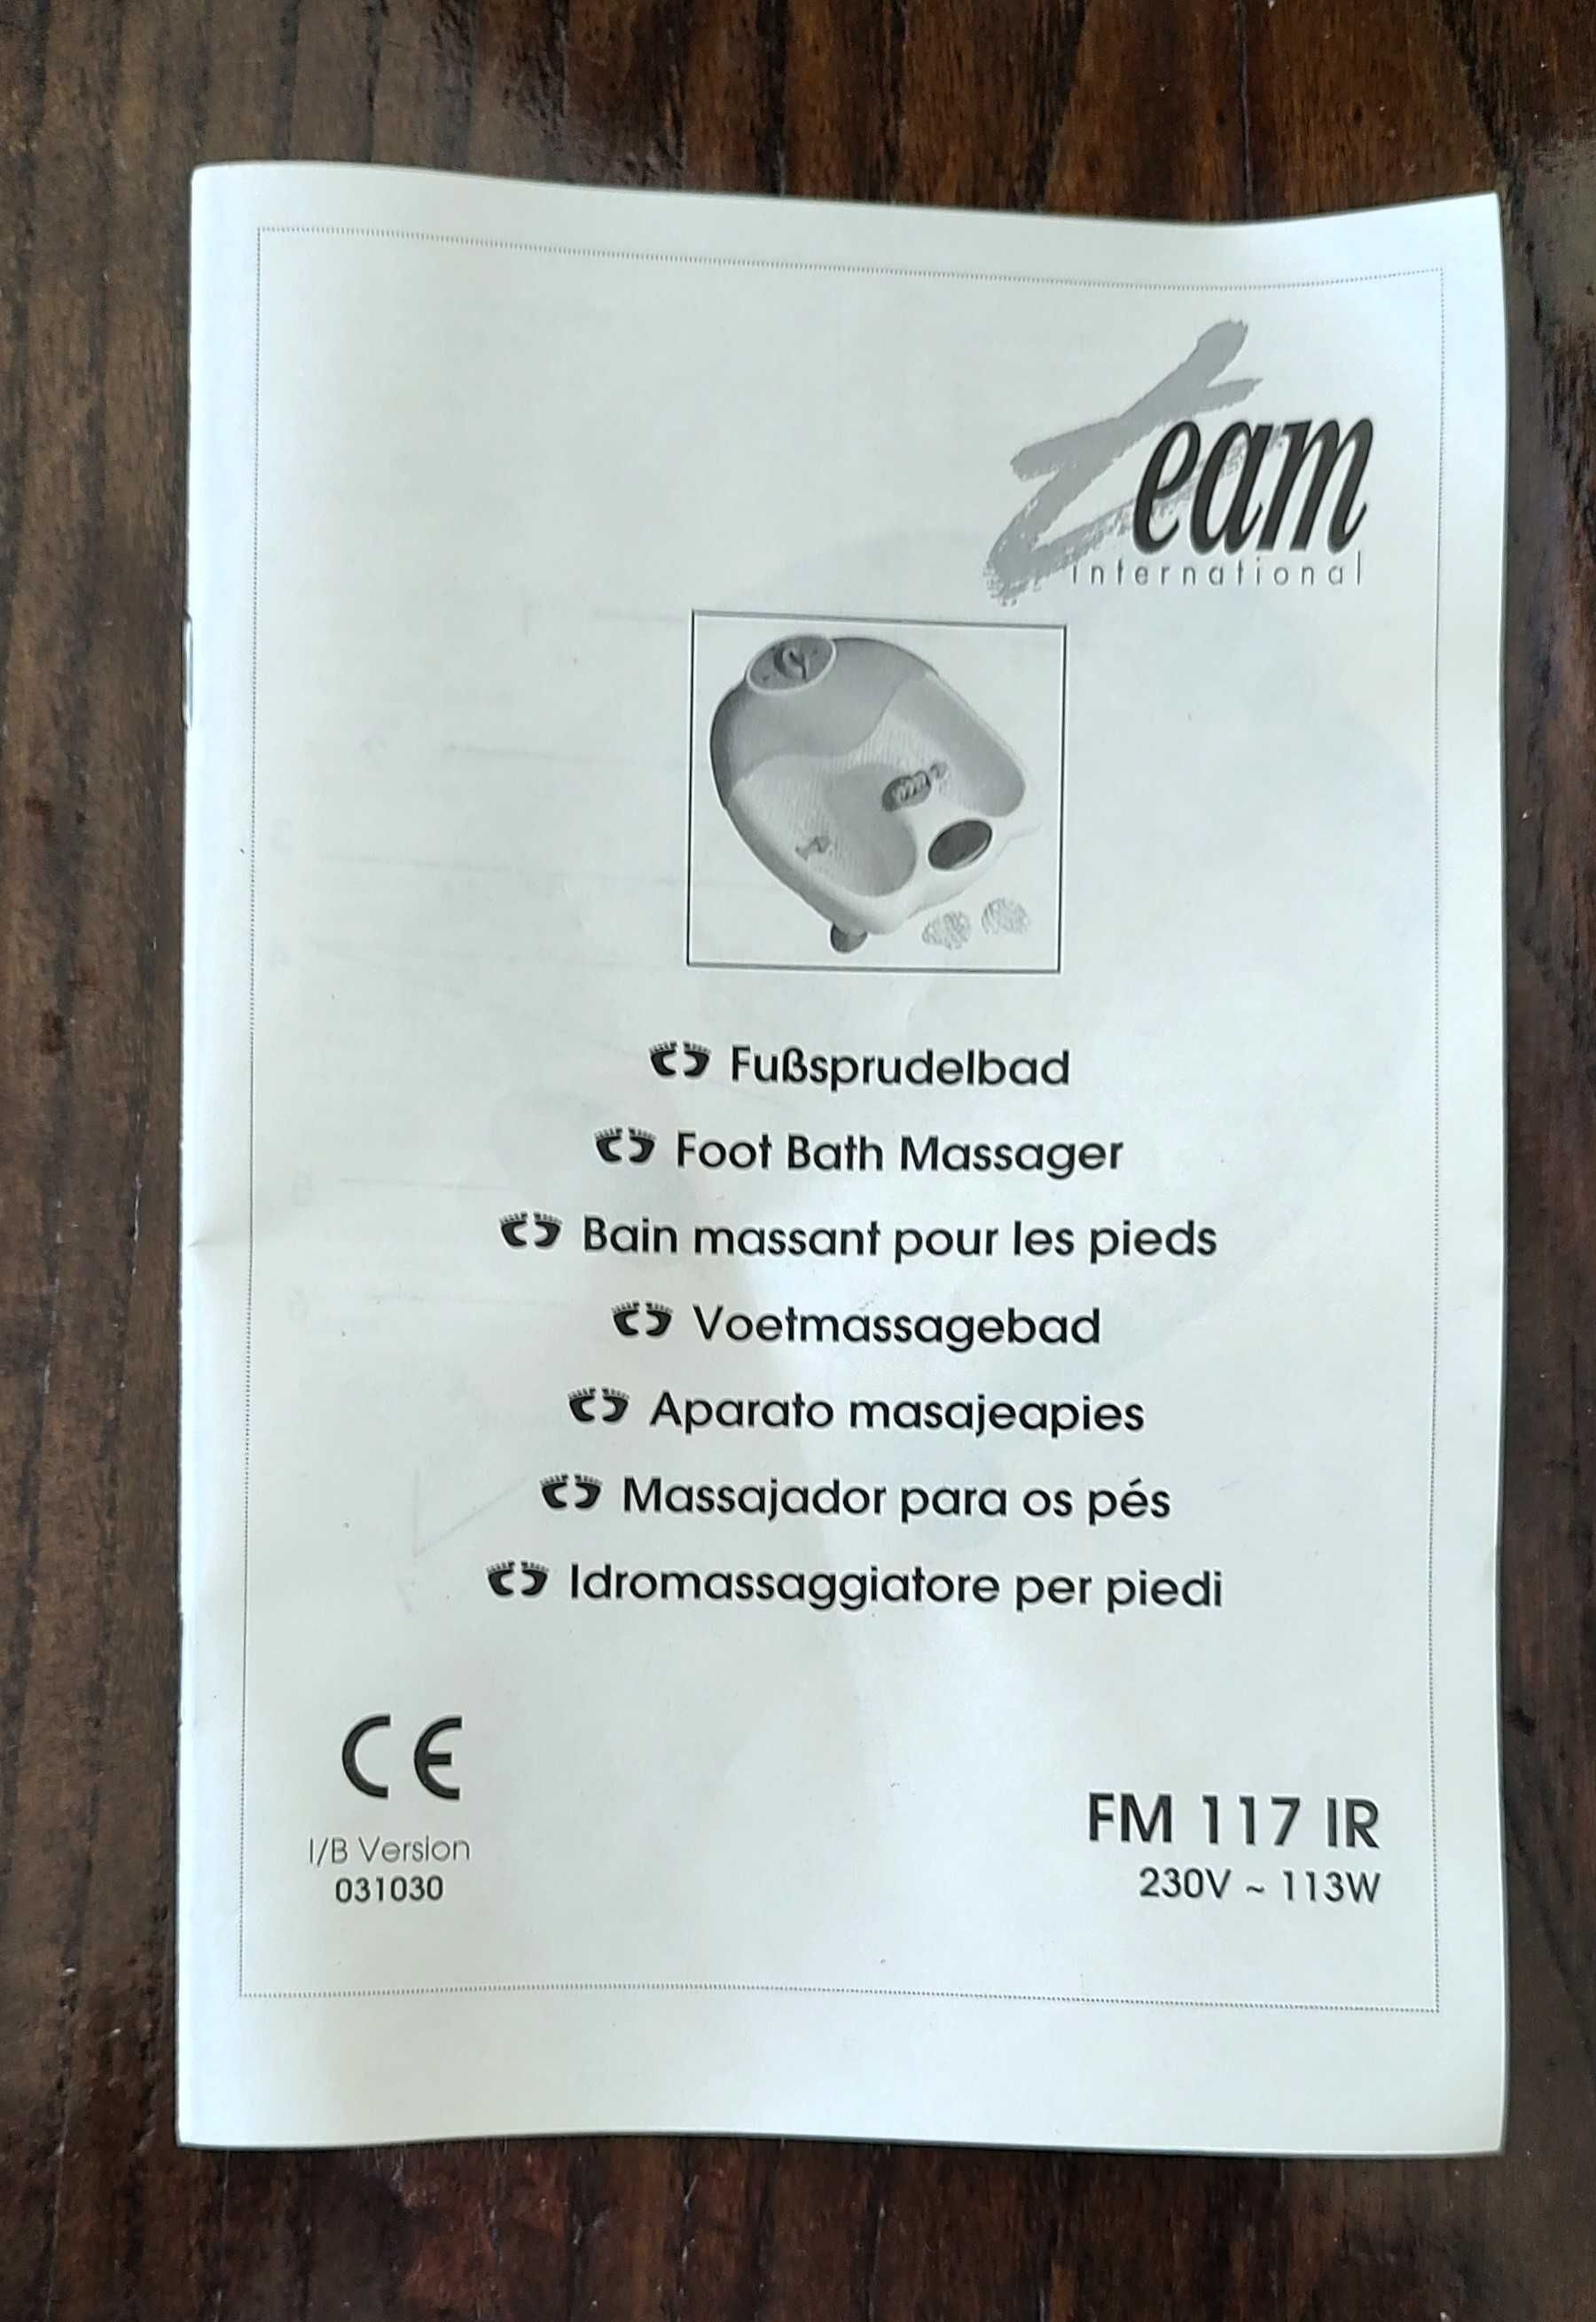 Team
international
Fußsprudelbad
Foot Bath Massager
Bain massant pour les pieds
Voetmassagebad
Aparato masajeapies
Massajador para os pés
Idromassaggiatore per piedi
CE
I/B Version
031030
FM 117 IR
230V ~ 113W